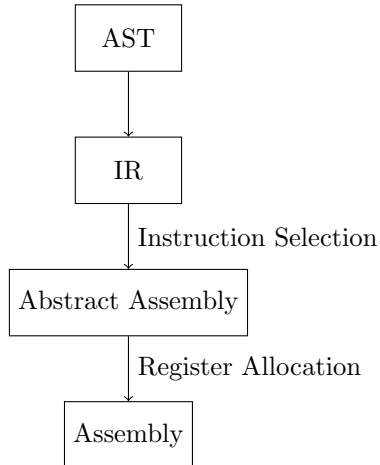 AST
IR
Instruction Selection
Abstract Assembly
Register Allocation
Assembly